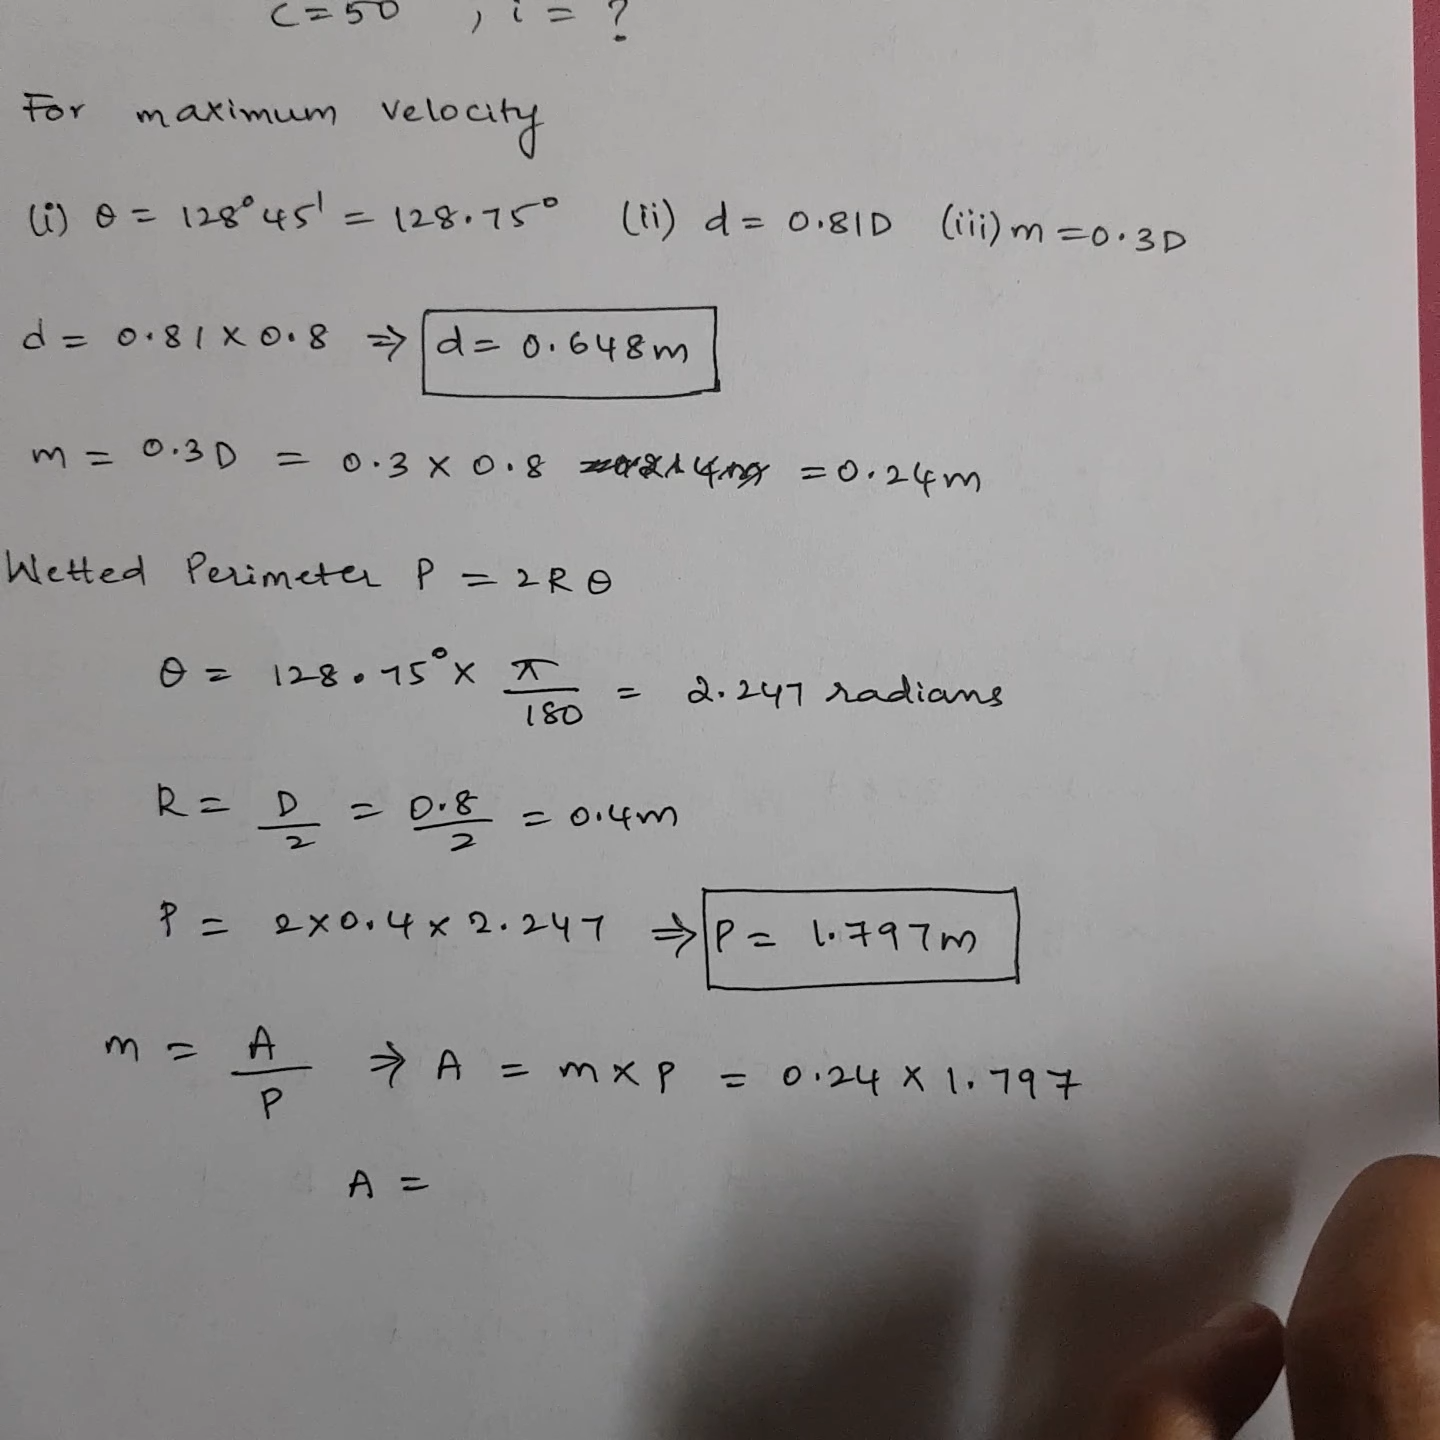 C = 50 , i = ?
For maximum velocity
(i) θ = 128°45' = 128.75° (ii) d = 0.81D (iii) m = 0.3D
d = 0.81 × 0.8 ⇒ d = 0.648m
m = 0.3D = 0.3 × 0.8 = 0.24m
Wetted Perimeter P = 2Rθ
θ = 128.75° × π/180 = 2.247 radians
R = D/2 = 0.8/2 = 0.4m
P = 2×0.4×2.247 ⇒ P = 1.797m
m = A/P ⇒ A = m×P = 0.24 × 1.797
A =